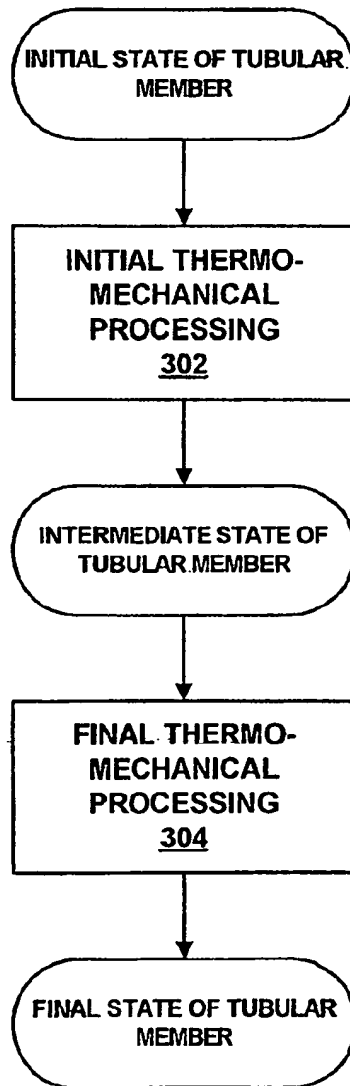 INITIAL STATE OF TUBULAR
MEMBER
INITIAL THERMO-
MECHANICAL
PROCESSING
302
INTERMEDIATE STATE OF
TUBULAR MEMBER
FINAL THERMO-
MECHANICAL
PROCESSING
304
FINAL STATE OF TUBULAR
MEMBER